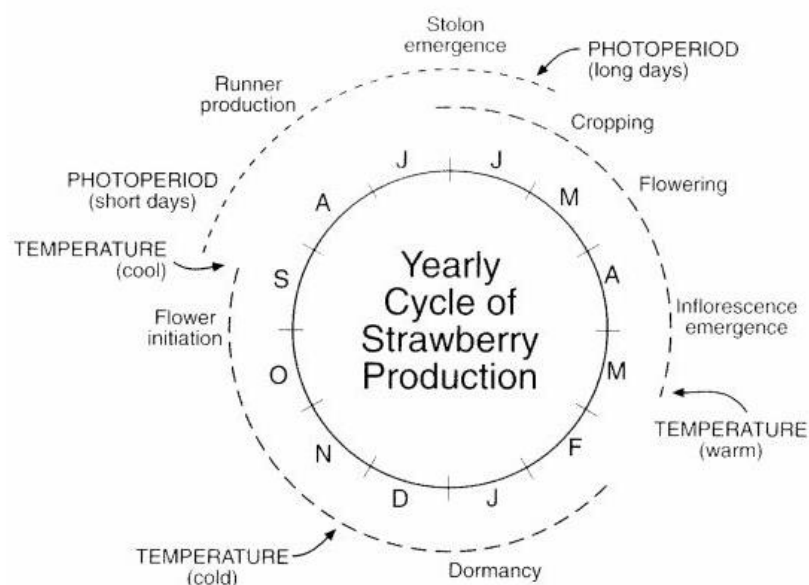 Stolon
emergence
PHOTOPERIOD
(long days)
Runner
production
Cropping
Flowering
PHOTOPERIOD
(short days)
TEMPERATURE
(cool)
Flower
initiation
Inflorescence
emergence
TEMPERATURE
(warm)
TEMPERATURE
(cold)
Dormancy
J
J
M
A
M
F
J
D
N
O
S
A
Yearly
Cycle of
Strawberry
Production